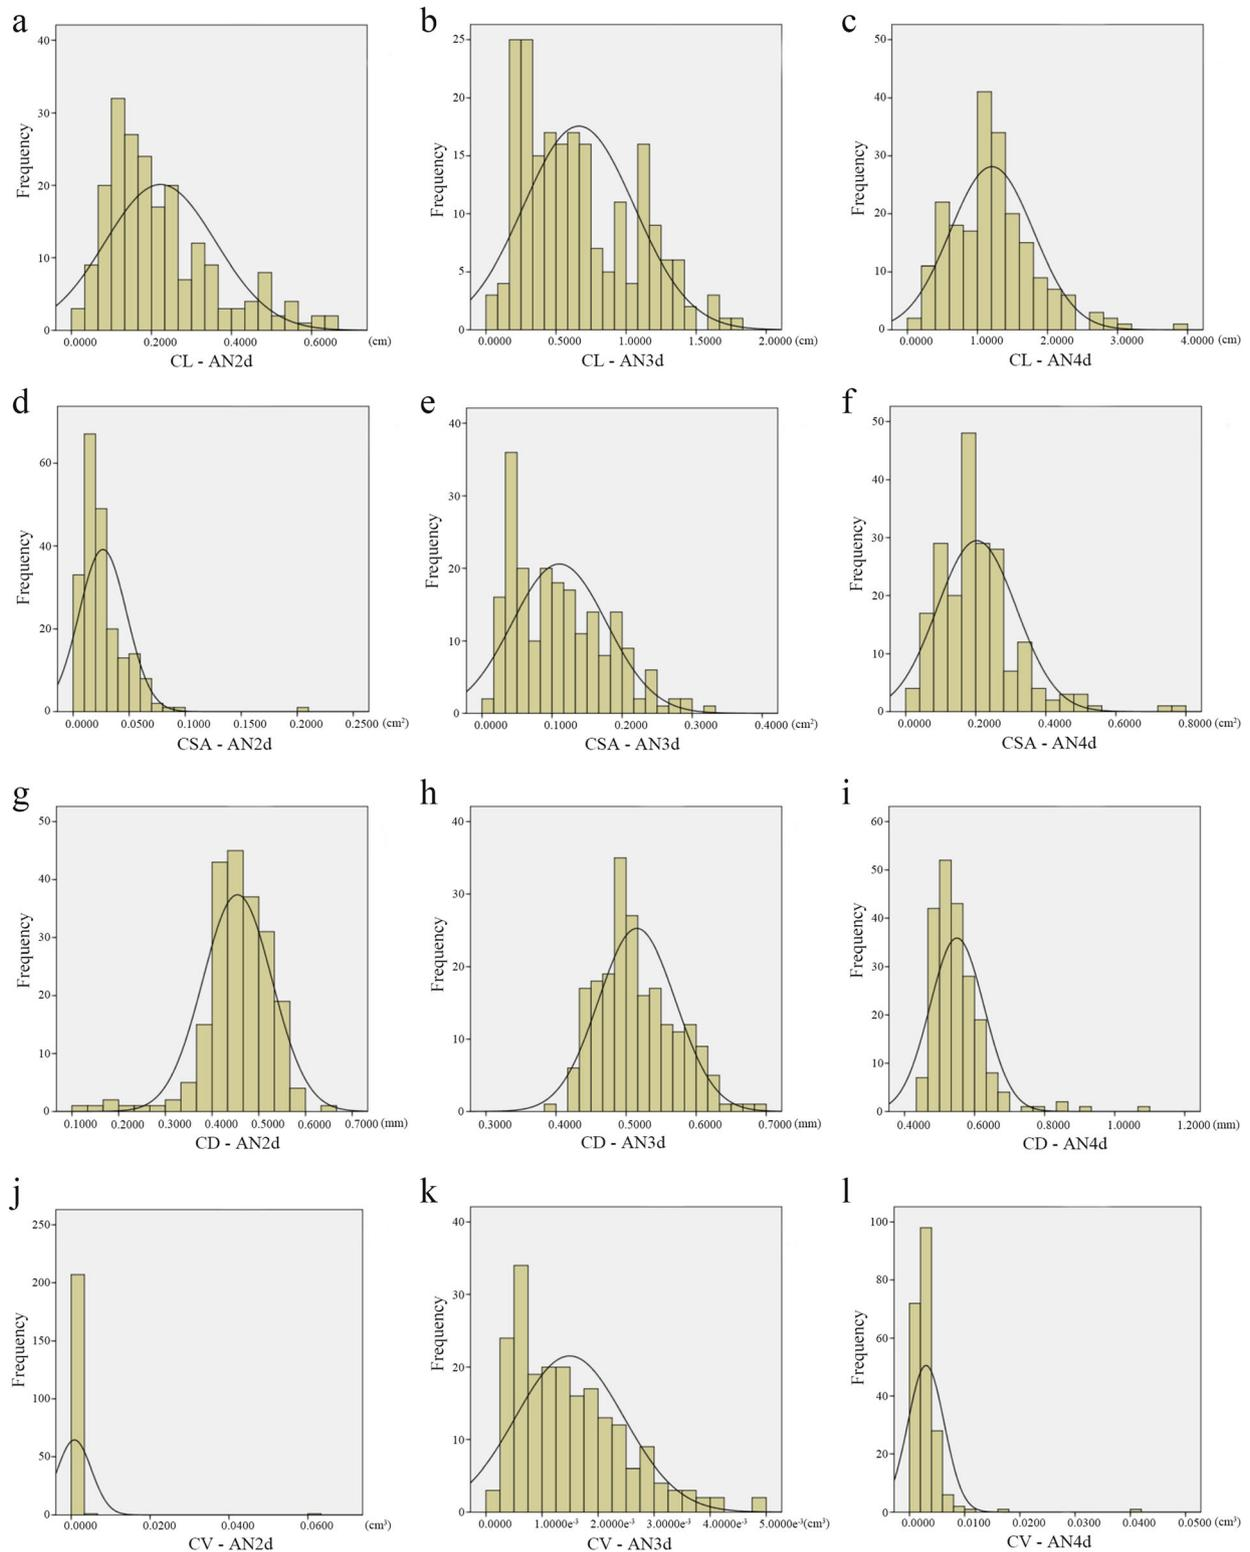 a
40
30
20
10
0
Frequency
0.0000 0.2000 0.4000 0.6000 (cm)
CL - AN2d
b
25
20
15
10
5
0
Frequency
0.0000 0.5000 1.0000 1.5000 2.0000 (cm)
CL - AN3d
c
50
40
30
20
10
0
Frequency
0.0000 1.0000 2.0000 3.0000 4.0000 (cm)
CL - AN4d
d
60
40
20
0
Frequency
0.0000 0.0500 0.1000 0.1500 0.2000 0.2500 (cm²)
CSA - AN2d
e
40
30
20
10
0
Frequency
0.0000 0.1000 0.2000 0.3000 0.4000 (cm²)
CSA - AN3d
f
50
40
30
20
10
0
Frequency
0.0000 0.2000 0.4000 0.6000 0.8000 (cm²)
CSA - AN4d
g
50
40
30
20
10
0
Frequency
0.1000 0.2000 0.3000 0.4000 0.5000 0.6000 0.7000 (mm)
CD - AN2d
h
40
30
20
10
0
Frequency
0.3000 0.4000 0.5000 0.6000 0.7000 (mm)
CD - AN3d
i
60
50
40
30
20
10
0
Frequency
0.4000 0.6000 0.8000 1.0000 1.2000 (mm)
CD - AN4d
j
250
200
150
100
50
0
Frequency
0.0000 0.0200 0.0400 0.0600 (cm³)
CV - AN2d
k
40
30
20
10
0
Frequency
0.0000 1.0000e⁻³ 2.0000e⁻³ 3.0000e⁻³ 4.0000e⁻³ 5.0000e⁻³(cm³)
CV - AN3d
l
100
80
60
40
20
0
Frequency
0.0000 0.0100 0.0200 0.0300 0.0400 0.0500 (cm³)
CV - AN4d